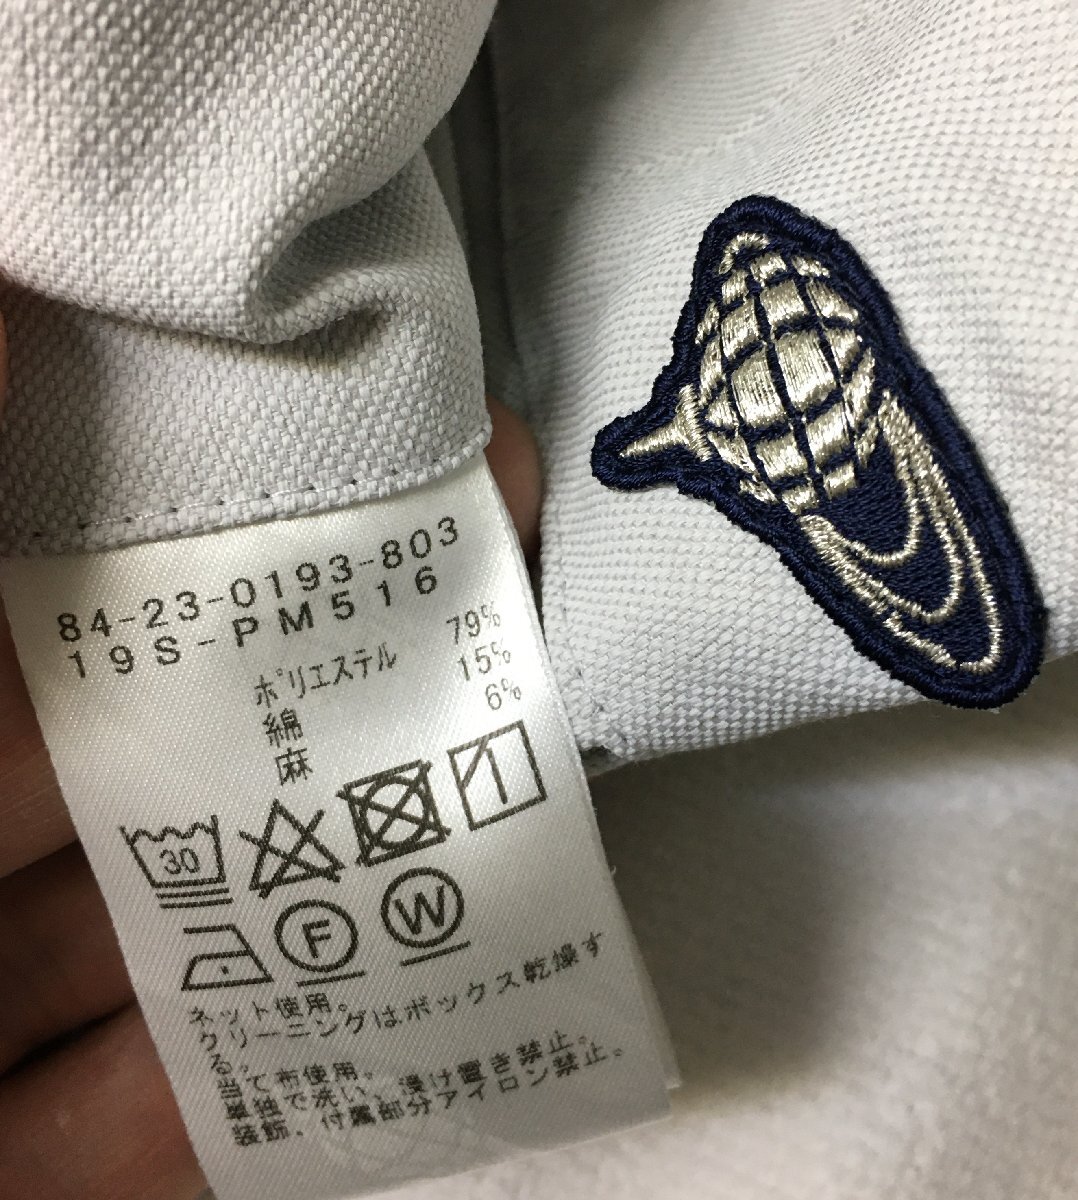 84-23-0193-803
19S-PM516
ポリエステル 79%
綿 15%
麻 6%
30
F W
ネット使用。
クリーニングはボックス乾燥す
る。
当て布使用。
単独で洗い、浸け置き禁止。
装飾、付属部分アイロン禁止。